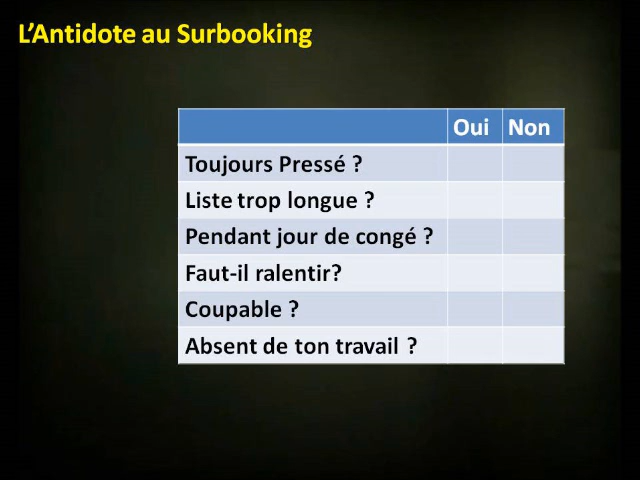 L'Antidote au Surbooking
Oui Non
Toujours Pressé ?
Liste trop longue ?
Pendant jour de congé ?
Faut-il ralentir?
Coupable ?
Absent de ton travail ?